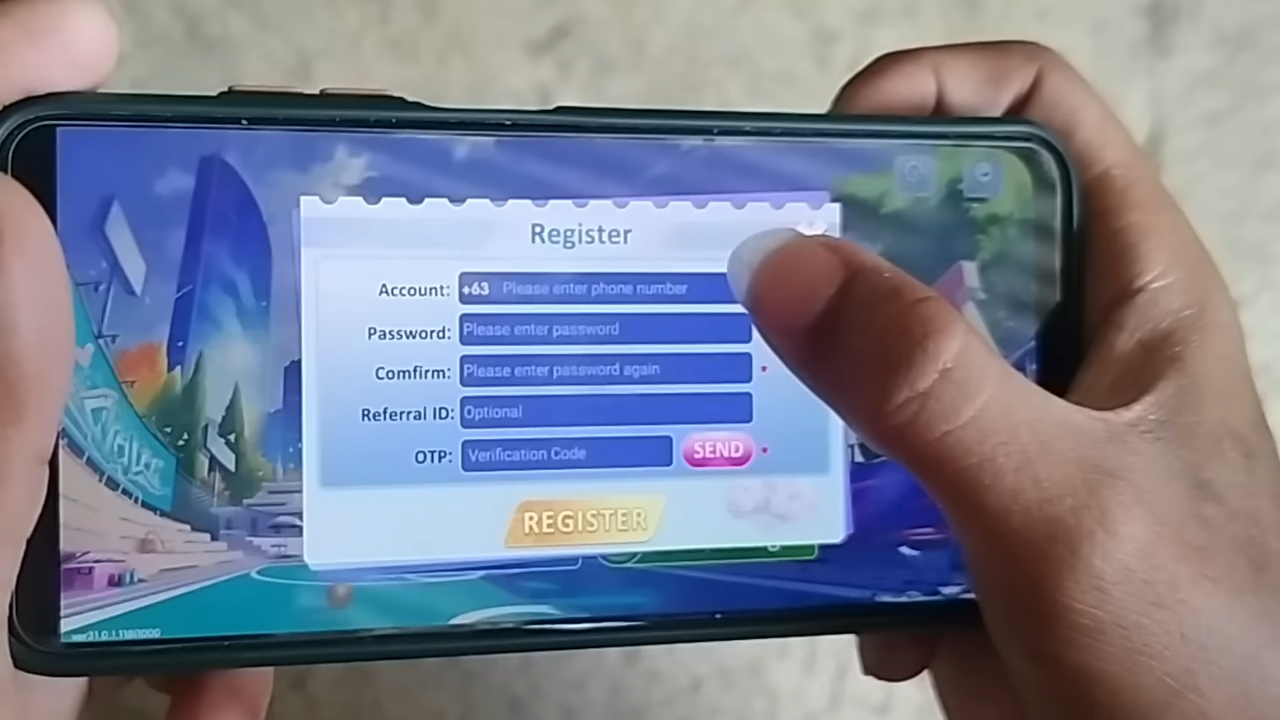 Register
Account: +63 Please enter phone number
Password: Please enter password
Comfirm: Please enter password again *
Referral ID: Optional
OTP: Verification Code SEND *
REGISTER